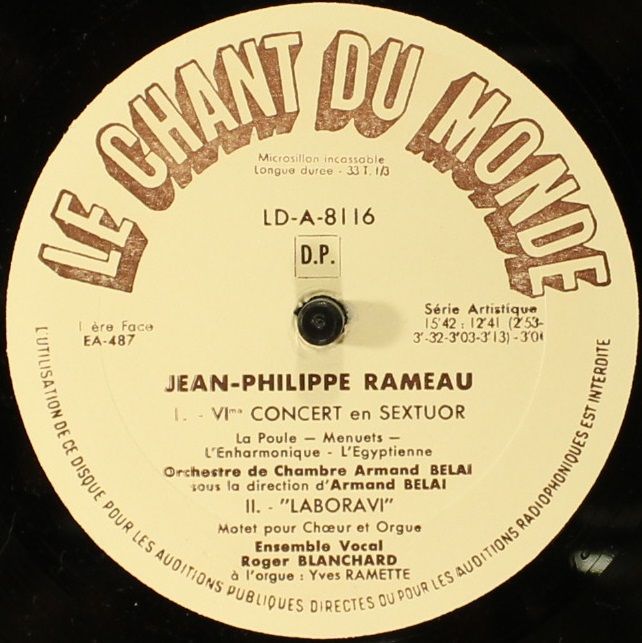 LE CHANT DU MONDE
Microsillon incassable
Longue durée - 33 T. 1/3
LD-A-8116
D.P.
1 ère Face
EA-487
Série Artistique
15'42 : 12'41 (2'53-
3'-32-3'03-3'13) - 3'0
JEAN-PHILIPPE RAMEAU
I. - VIme CONCERT en SEXTUOR
La Poule — Menuets —
L'Enharmonique - L'Egyptienne
Orchestre de Chambre Armand BELAI
sous la direction d'Armand BELAI
II. - "LABORAVI"
Motet pour Chœur et Orgue
Ensemble Vocal
Roger BLANCHARD
à l'orgue : Yves RAMETTE
L'UTILISATION DE CE DISQUE POUR LES AUDITIONS PUBLIQUES DIRECTES OU POUR LES AUDITIONS RADIOPHONIQUES EST INTERDITE